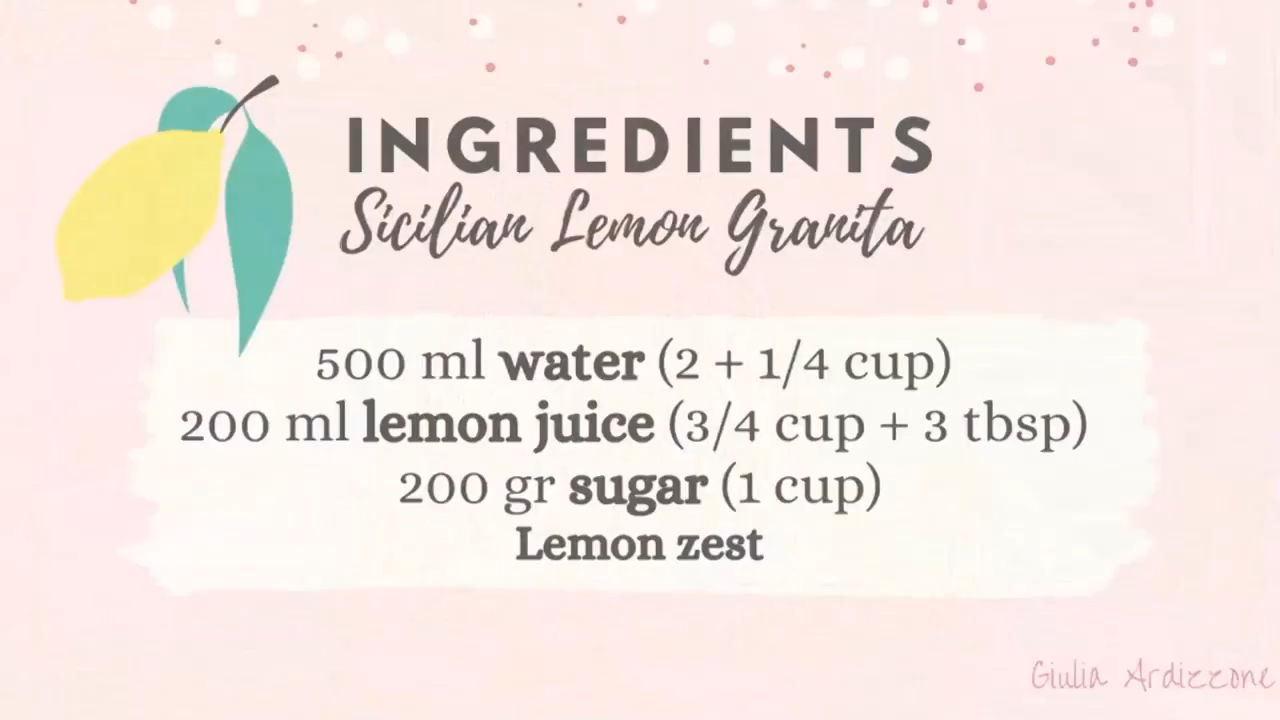 INGREDIENTS
Sicilian Lemon Granita
500 ml water (2 + 1/4 cup)
200 ml lemon juice (3/4 cup + 3 tbsp)
200 gr sugar (1 cup)
Lemon zest
Giulia Ardizzone